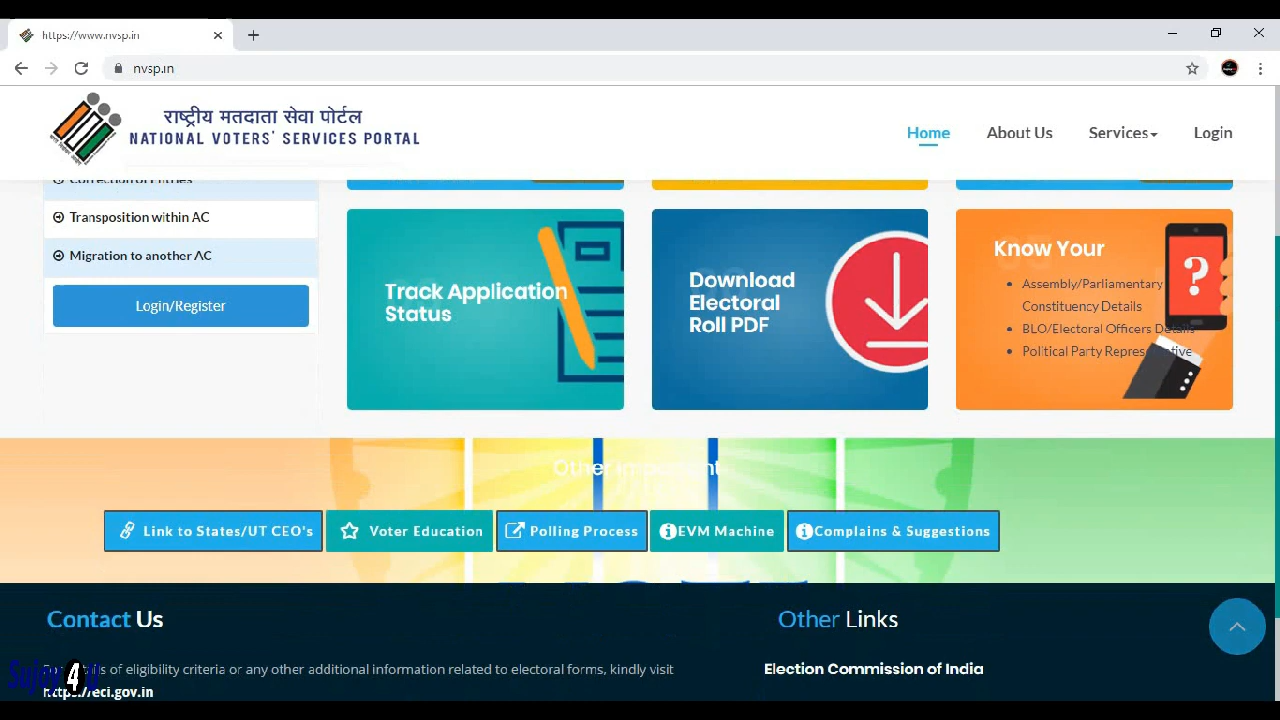 https://www.nvsp.in
nvsp.in
राष्ट्रीय मतदाता सेवा पोर्टल
NATIONAL VOTERS' SERVICES PORTAL
Home
About Us
Services
Login
Correction of Entries
Transposition within AC
Migration to another AC
Login/Register
Track Application
Status
Download
Electoral
Roll PDF
Know Your
Assembly/Parliamentary
Constituency Details
BLO/Electoral Officers Details
Political Party Representative
Other Important
Link to States/UT CEO's
Voter Education
Polling Process
EVM Machine
Complains & Suggestions
Contact Us
Other Links
of eligibility criteria or any other additional information related to electoral forms, kindly visit
Election Commission of India
https://eci.gov.in
Sujoy4U